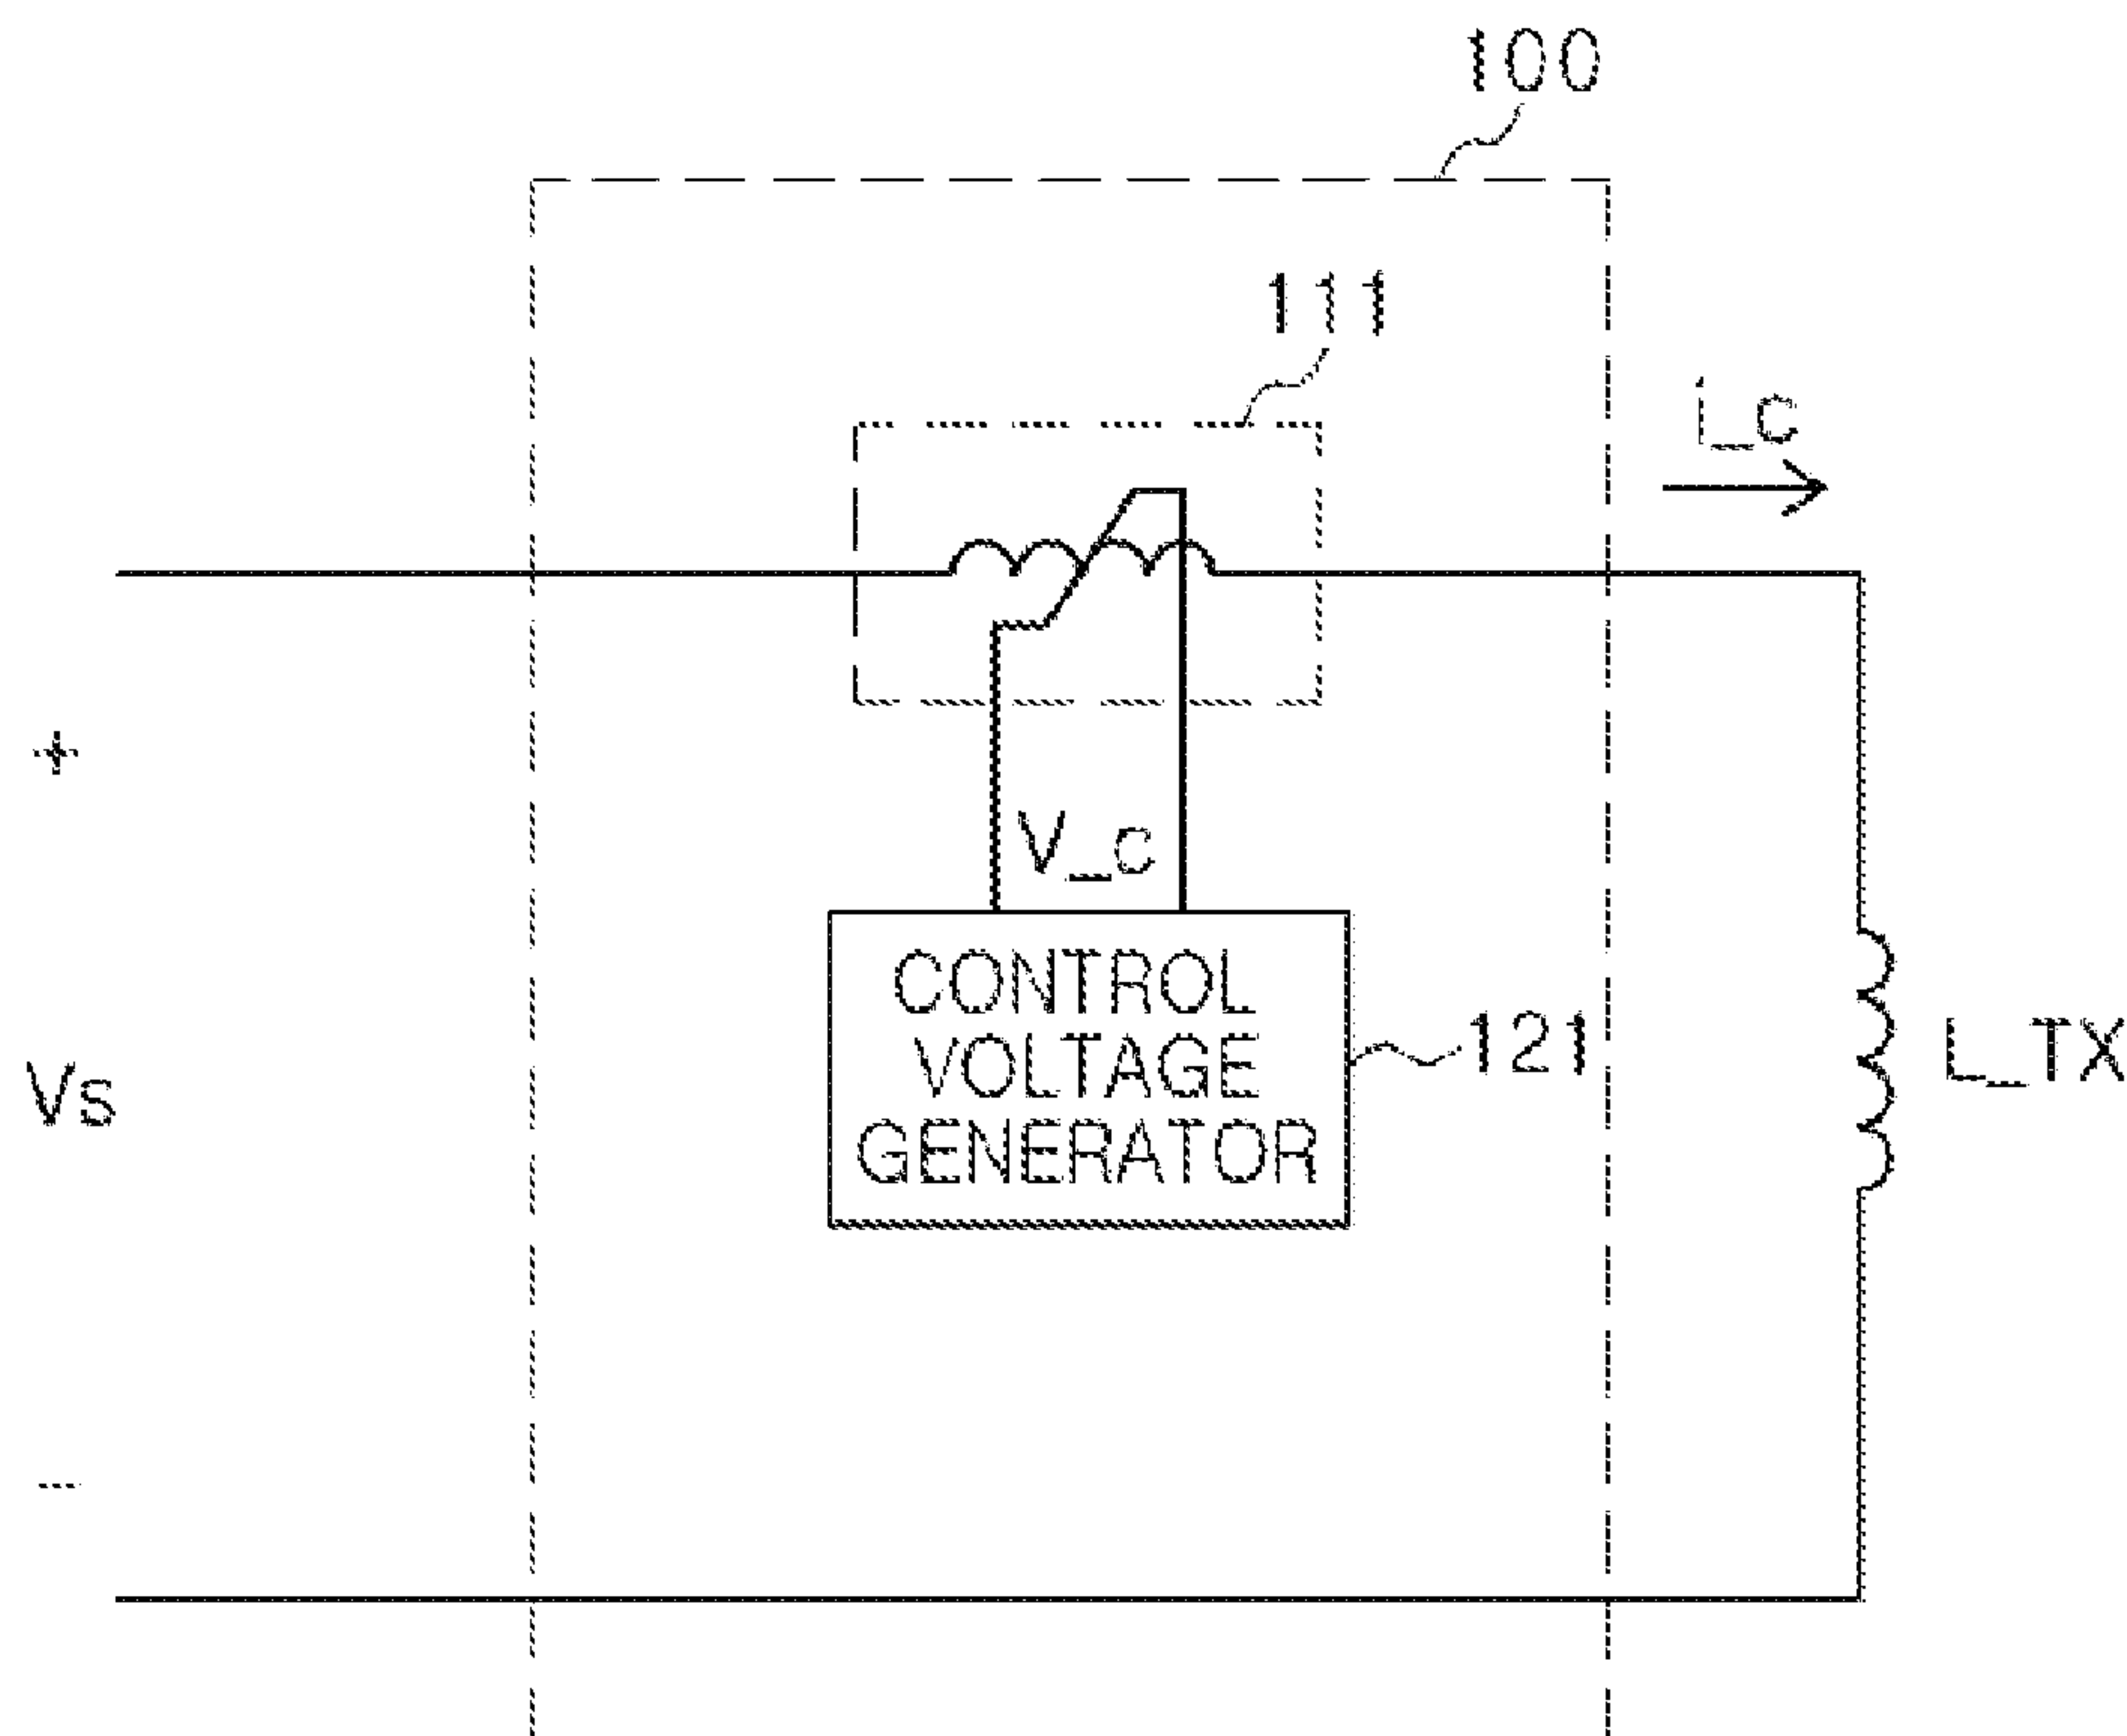 100
111
i_c
+
V_c
CONTROL
VOLTAGE
GENERATOR
121
L_TX
Vs
−